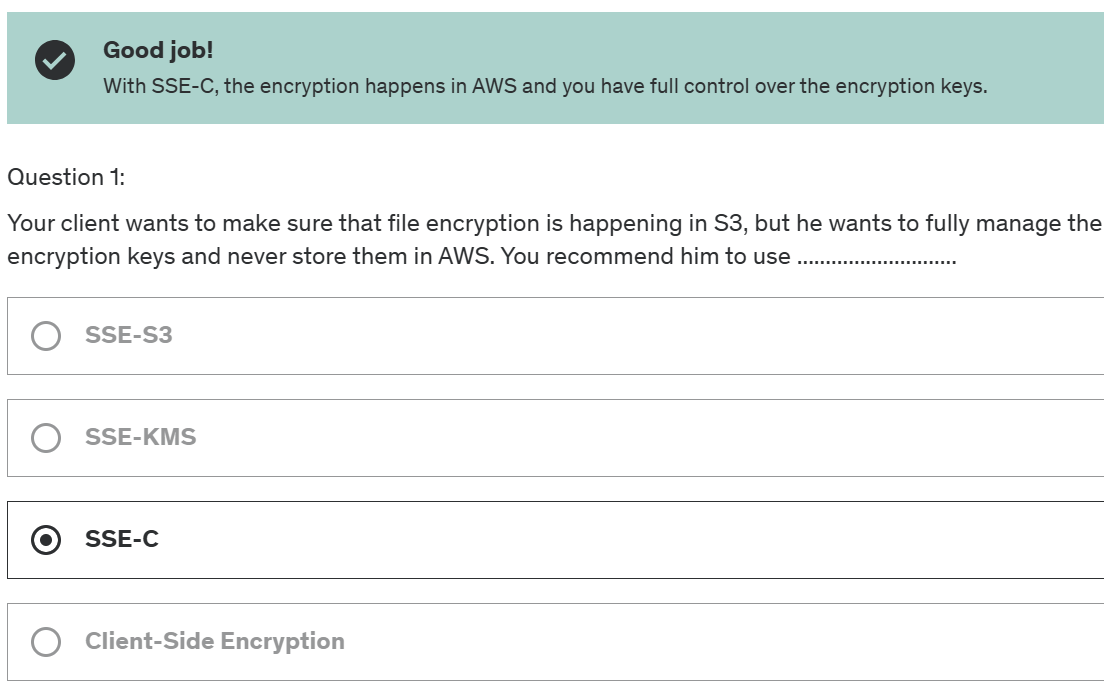 Good job!
With SSE-C, the encryption happens in AWS and you have full control over the encryption keys.
Question 1:
Your client wants to make sure that file encryption is happening in S3, but he wants to fully manage the
encryption keys and never store them in AWS. You recommend him to use ............................
SSE-S3
SSE-KMS
SSE-C
Client-Side Encryption